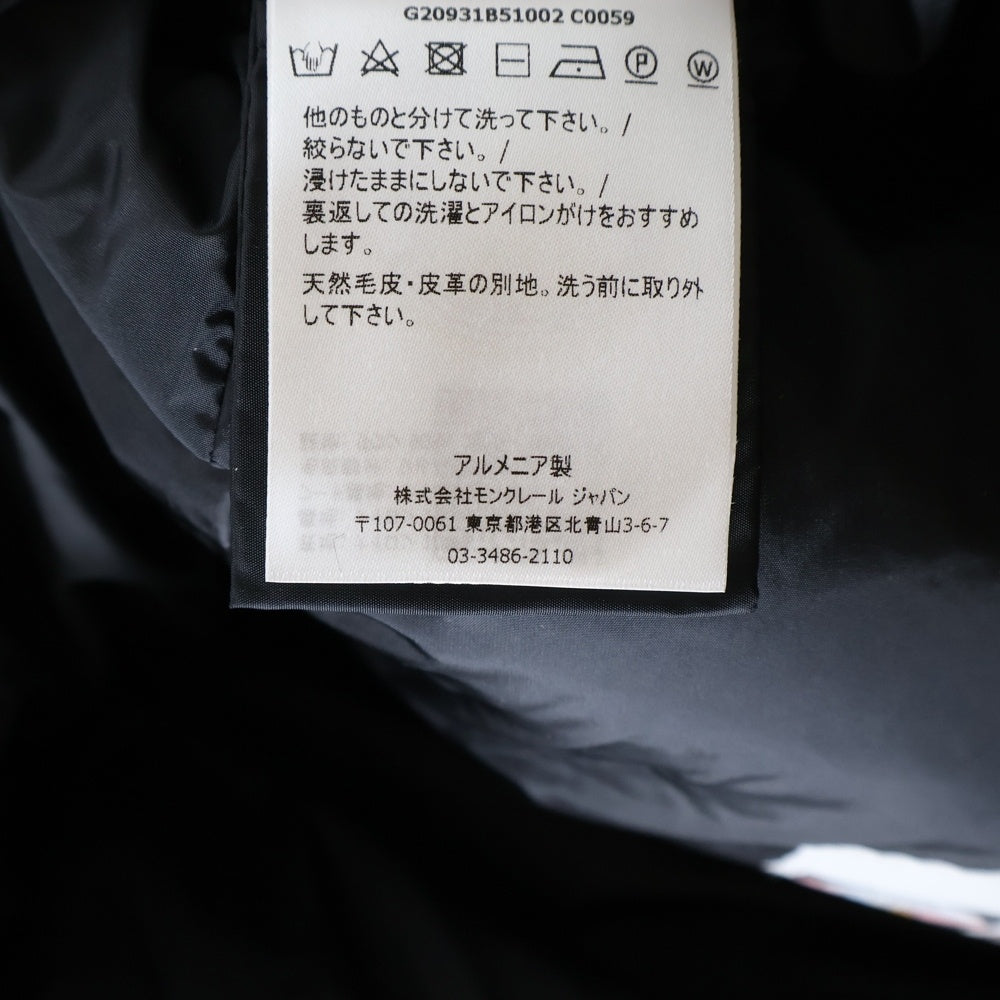 G20931B51002 C0059
P W
他のものと分けて洗って下さい。/
絞らないで下さい。/
浸けたままにしないで下さい。/
裏返しての洗濯とアイロンがけをおすすめ
します。
天然毛皮・皮革の別地。洗う前に取り外
して下さい。
アルメニア製
株式会社モンクレール ジャパン
〒107-0061 東京都港区北青山3-6-7
03-3486-2110